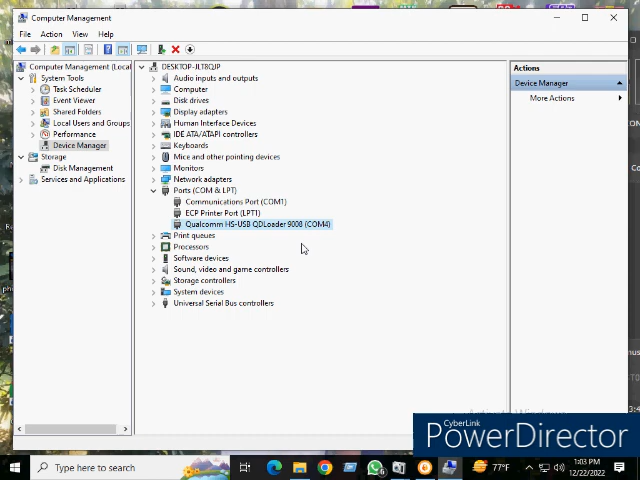 Computer Management
File Action View Help
Computer Management (Local
System Tools
Task Scheduler
Event Viewer
Shared Folders
Local Users and Groups
Performance
Device Manager
Storage
Disk Management
Services and Applications
DESKTOP-JLT8QJP
Audio inputs and outputs
Computer
Disk drives
Display adapters
Human Interface Devices
IDE ATA/ATAPI controllers
Keyboards
Mice and other pointing devices
Monitors
Network adapters
Ports (COM & LPT)
Communications Port (COM1)
ECP Printer Port (LPT1)
Qualcomm HS-USB QDLoader 9008 (COM4)
Print queues
Processors
Software devices
Sound, video and game controllers
Storage controllers
System devices
Universal Serial Bus controllers
Actions
Device Manager
More Actions
CyberLink
PowerDirector
Type here to search
6
77°F
1:03 PM
12/22/2022